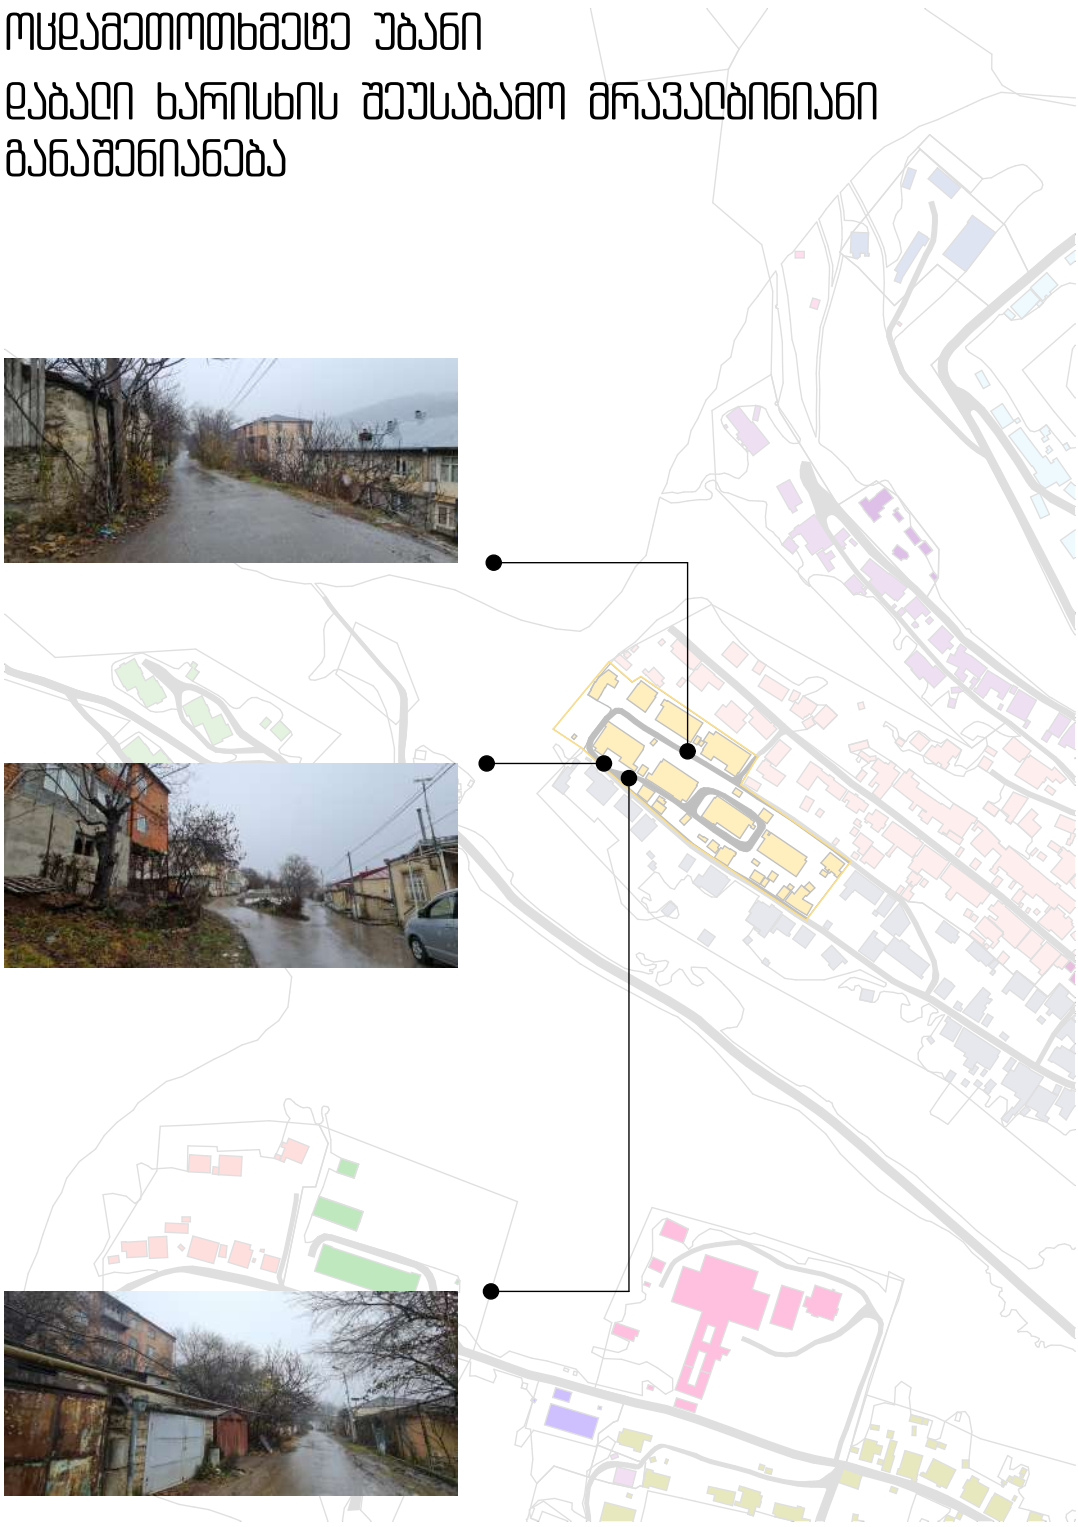 ოცდამეთოთხმეტე უბანი
დაბალი ხარისხის შეუსაბამო მრავალბინიანი
განაშენიანება